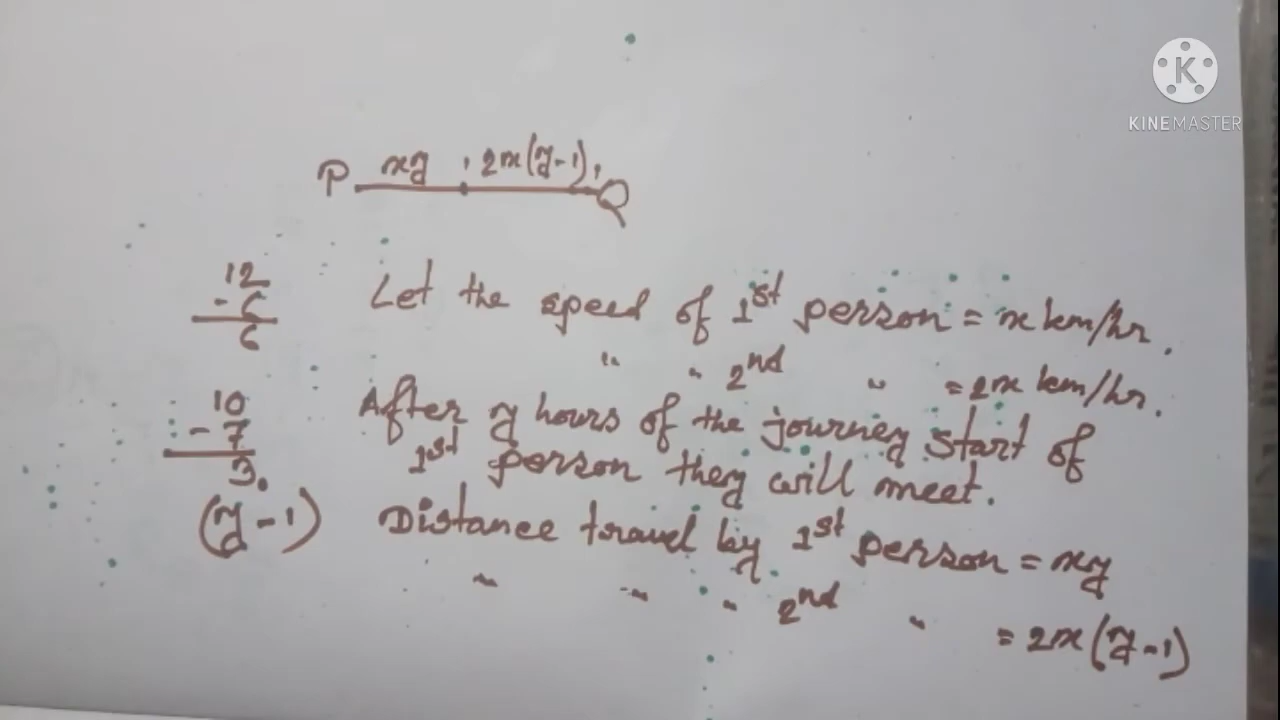 K
KINEMASTER
P xy 2x(y-1) Q
12
- 6
6
Let the speed of 1st person = x km/hr.
" " 2nd " = 2x km/hr.
10
- 7
3.
After y hours of the journey start of
1st person they will meet.
(y-1)
Distance travel by 1st person = xy
" " " 2nd " = 2x(y-1)